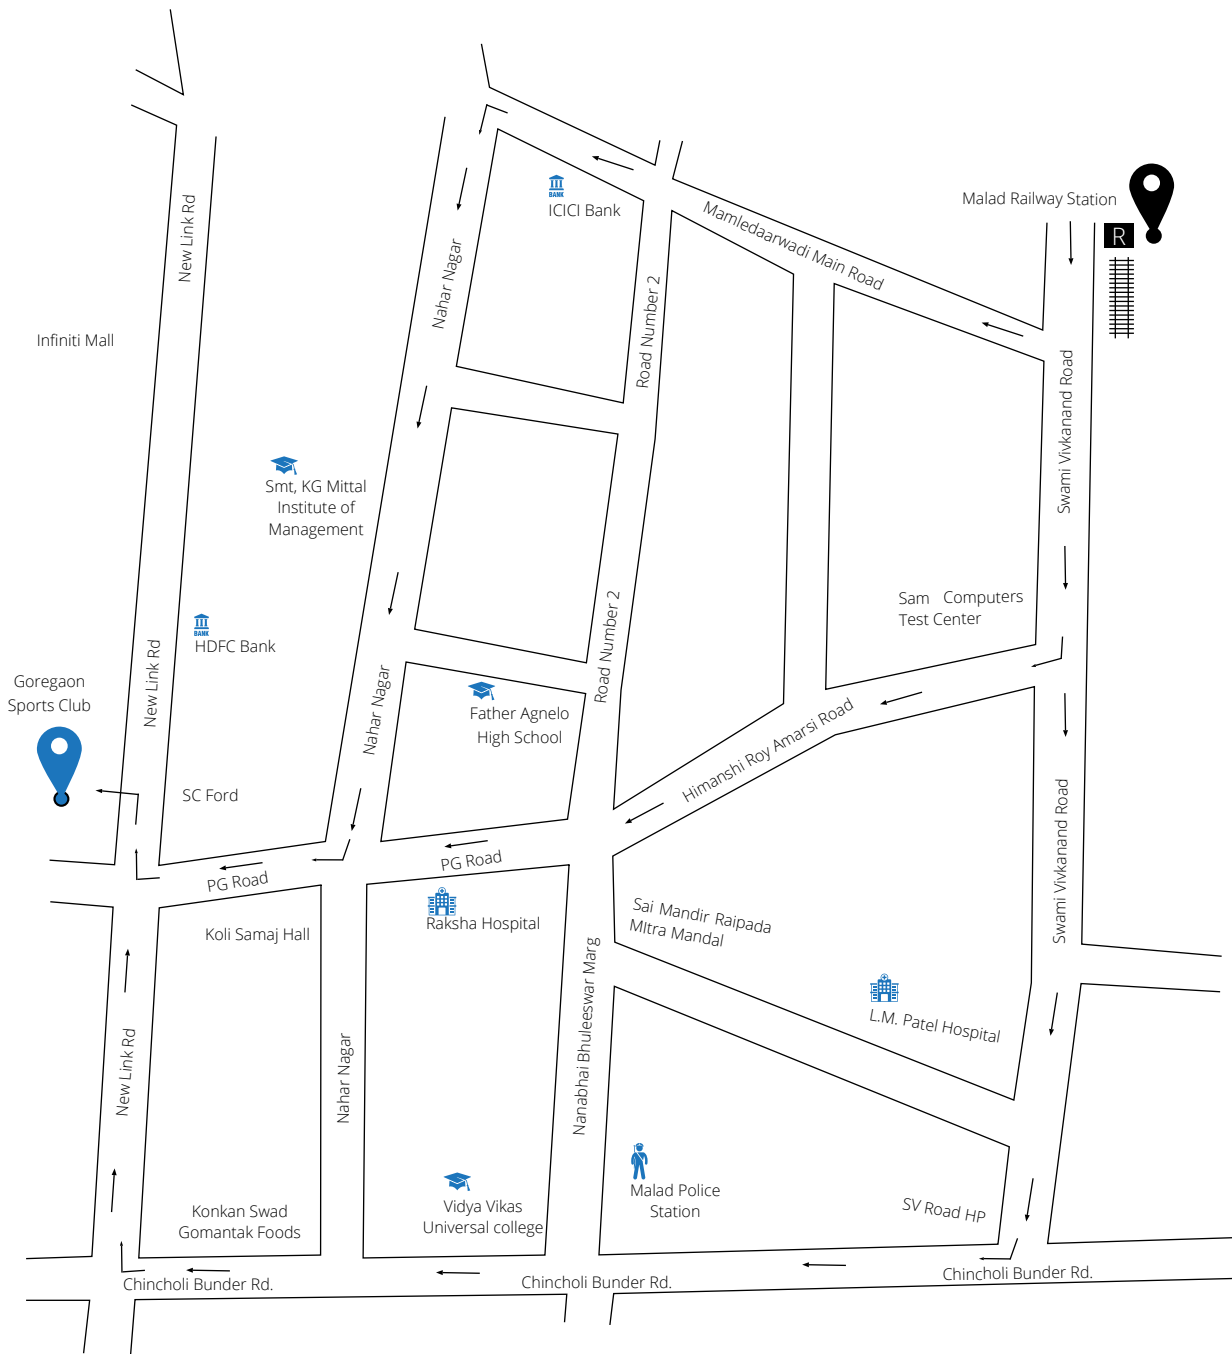 BANK
ICICI Bank
Malad Railway Station
R
Mamledaarwadi Main Road
New Link Rd
Nahar Nagar
Road Number 2
Infiniti Mall
Swami Vivkanand Road
Smt, KG Mittal
Institute of
Management
Sam Computers
Test Center
BANK
HDFC Bank
New Link Rd
Road Number 2
Goregaon
Sports Club
Nahar Nagar
Father Agnelo
High School
Himanshi Roy Amarsi Road
SC Ford
Swami Vivkanand Road
PG Road
PG Road
Raksha Hospital
Koli Samaj Hall
Sai Mandir Raipada
MItra Mandal
Nanabhai Bhuleeswar Marg
L.M. Patel Hospital
New Link Rd
Nahar Nagar
Malad Police
Station
Konkan Swad
Gomantak Foods
Vidya Vikas
Universal college
SV Road HP
Chincholi Bunder Rd.
Chincholi Bunder Rd.
Chincholi Bunder Rd.